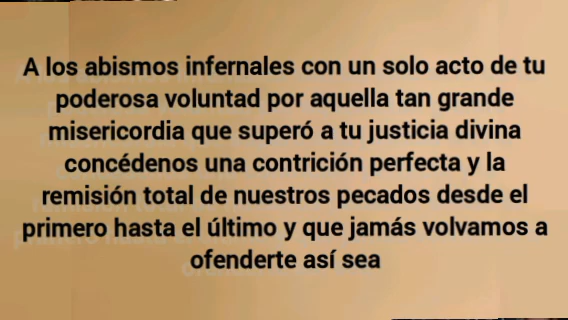 A los abismos infernales con un solo acto de tu
poderosa voluntad por aquella tan grande
misericordia que superó a tu justicia divina
concédenos una contrición perfecta y la
remisión total de nuestros pecados desde el
primero hasta el último y que jamás volvamos a
ofenderte así sea